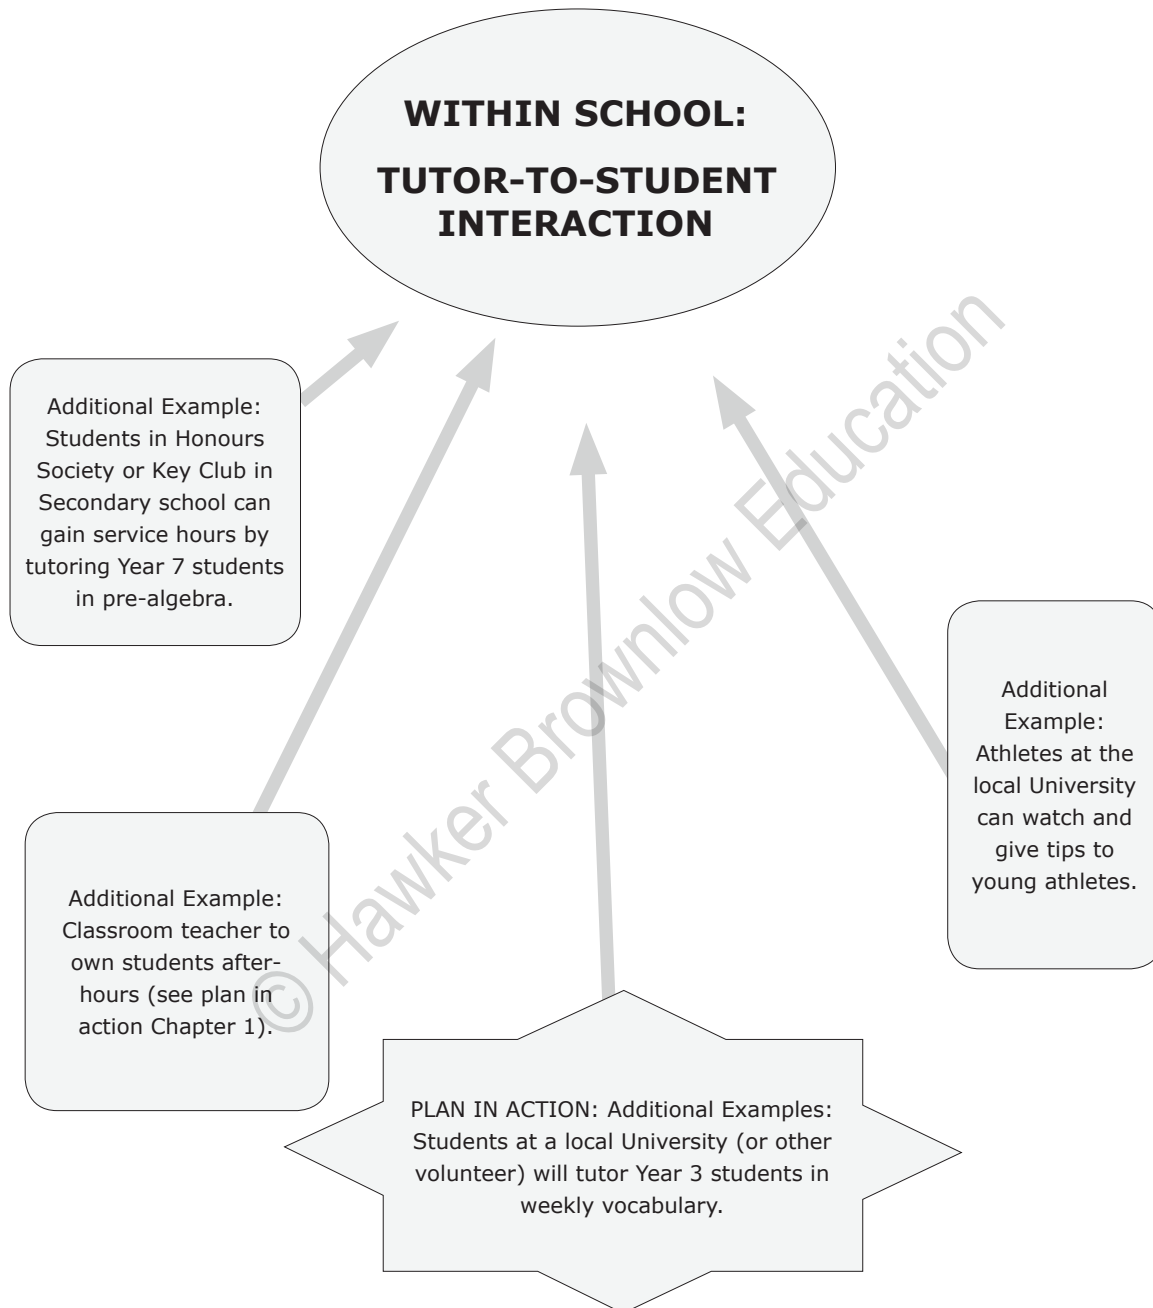 WITHIN SCHOOL:
TUTOR-TO-STUDENT
INTERACTION
Additional Example:
Students in Honours
Society or Key Club in
Secondary school can
gain service hours by
tutoring Year 7 students
in pre-algebra.
Additional
Example:
Athletes at the
local University
can watch and
give tips to
young athletes.
Additional Example:
Classroom teacher to
own students after-
hours (see plan in
action Chapter 1).
PLAN IN ACTION: Additional Examples:
Students at a local University (or other
volunteer) will tutor Year 3 students in
weekly vocabulary.
© Hawker Brownlow Education